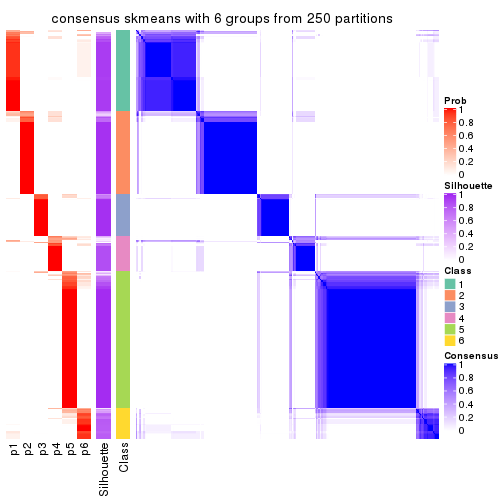 consensus skmeans with 6 groups from 250 partitions
Prob
1
0.8
0.6
0.4
0.2
0
Silhouette
1
0.8
0.6
0.4
0.2
0
Class
1
2
3
4
5
6
Consensus
1
0.8
0.6
0.4
0.2
0
p1
p2
p3
p4
p5
p6
Silhouette
Class